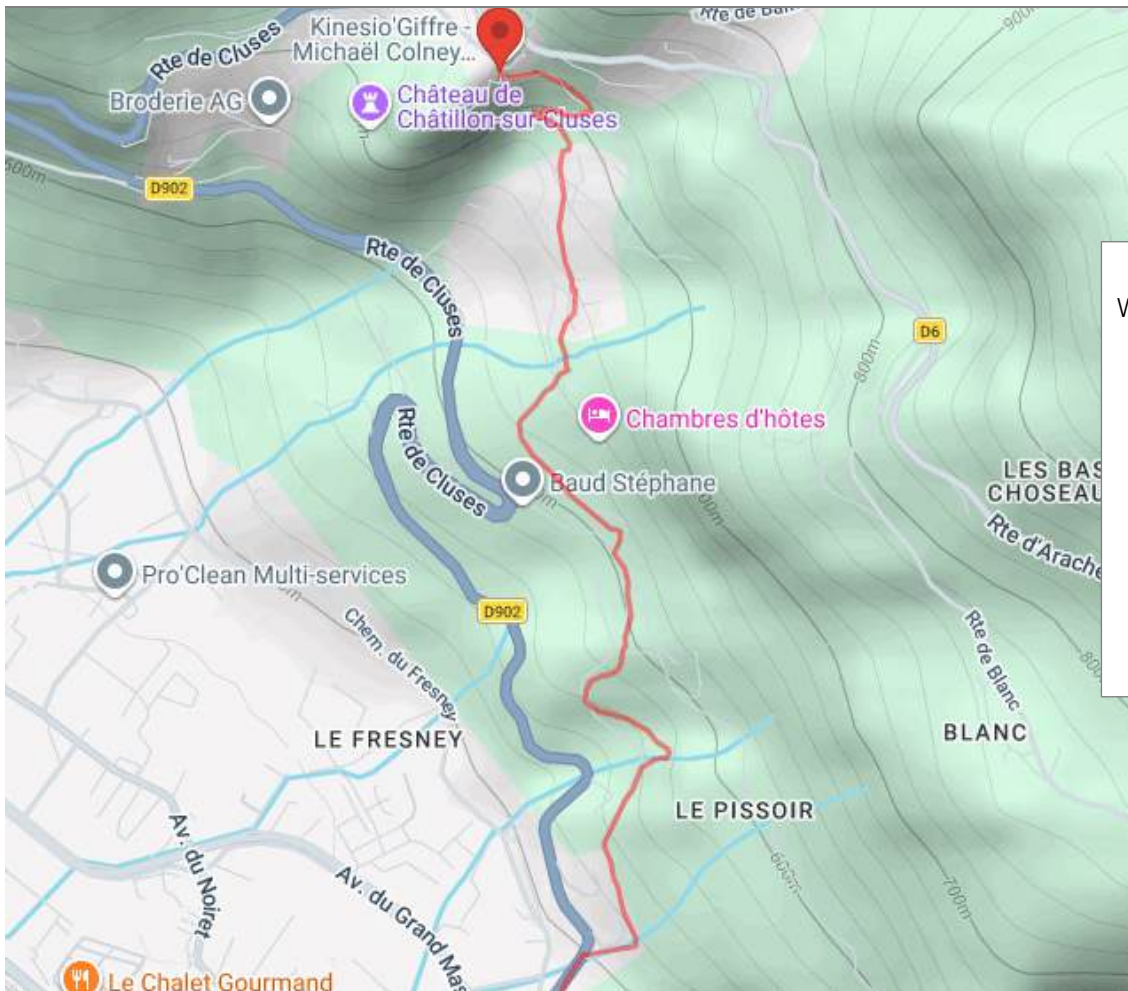 Kinesio'Giffre -
Michaël Colney...
Rte de Cluses
Broderie AG
Château de
Châtillon-sur-Cluses
900m
600m
D902
Rte de Cluses
D6
800m
Chambres d'hôtes
Rte de Cluses
Baud Stéphane
LES BAS
CHOSEAU
Rte d'Arache
Pro'Clean Multi-services
D902
Chem. du Fresney
Rte de Blanc
LE FRESNEY
BLANC
LE PISSOIR
Av. du Noiret
Av. du Grand Mas
600m
700m
Le Chalet Gourmand